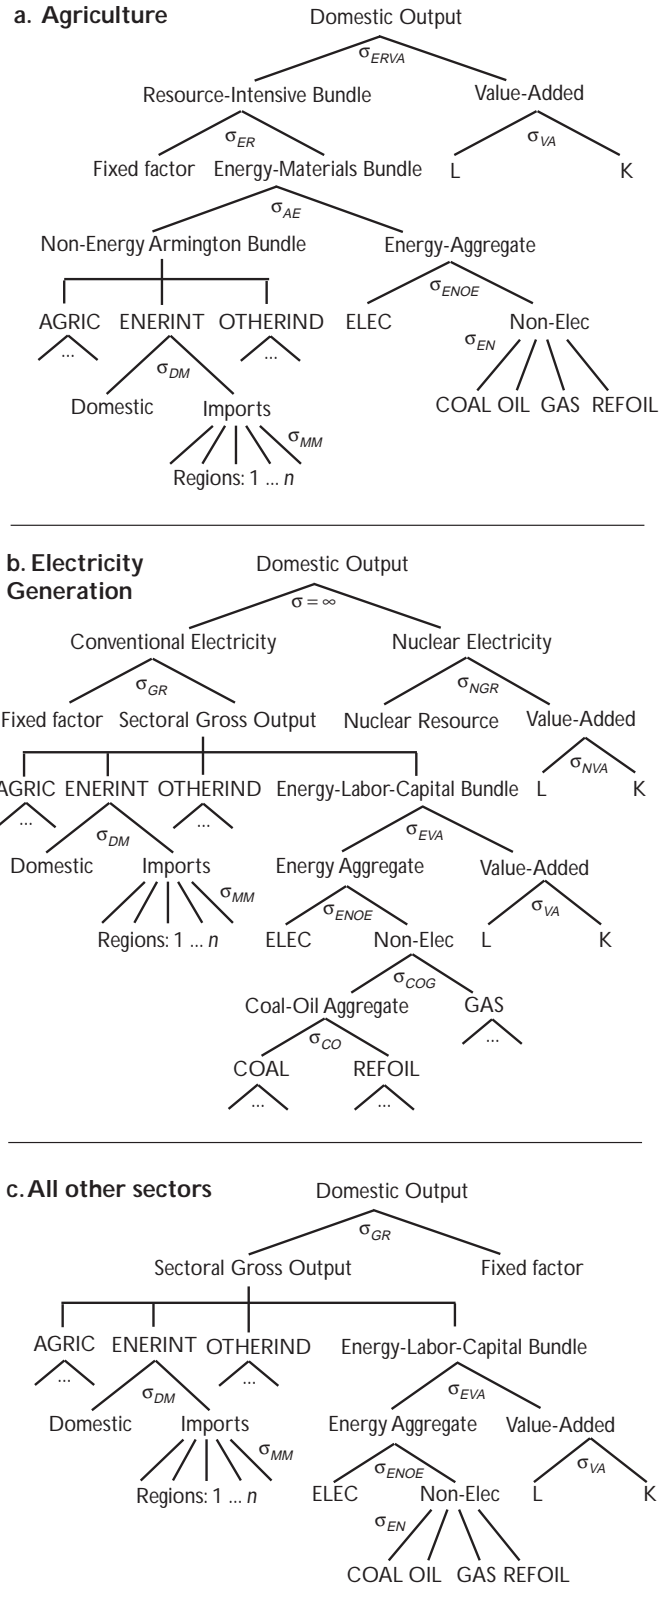 a. Agriculture
Domestic Output
σERVA
Resource-Intensive Bundle Value-Added
σER σVA
Fixed factor Energy-Materials Bundle L K
σAE
Non-Energy Armington Bundle Energy-Aggregate
σENOE
AGRIC ENERINT OTHERIND ELEC Non-Elec
... σDM ... σEN
Domestic Imports COAL OIL GAS REFOIL
σMM
Regions: 1 ... n
b. Electricity
Generation
Domestic Output
σ = ∞
Conventional Electricity Nuclear Electricity
σGR σNGR
Fixed factor Sectoral Gross Output Nuclear Resource Value-Added
σNVA
AGRIC ENERINT OTHERIND Energy-Labor-Capital Bundle L K
... σDM ... σEVA
Domestic Imports Energy Aggregate Value-Added
σMM σENOE σVA
Regions: 1 ... n ELEC Non-Elec L K
σCOG
Coal-Oil Aggregate GAS
σCO ...
COAL REFOIL
... ...
c. All other sectors
Domestic Output
σGR
Sectoral Gross Output Fixed factor
AGRIC ENERINT OTHERIND Energy-Labor-Capital Bundle
... σDM ... σEVA
Domestic Imports Energy Aggregate Value-Added
σMM σENOE σVA
Regions: 1 ... n ELEC Non-Elec L K
σEN
COAL OIL GAS REFOIL